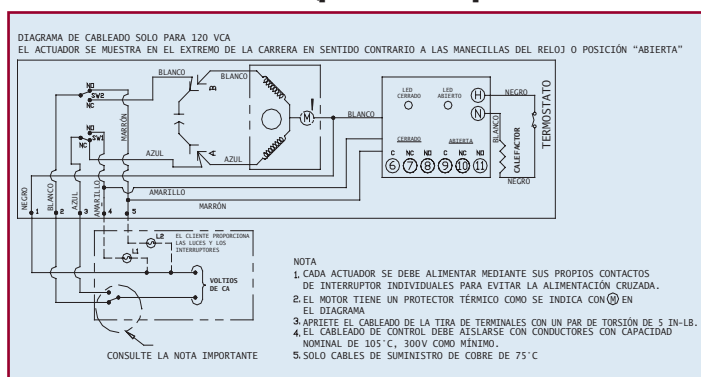 DIAGRAMA DE CABLEADO SOLO PARA 120 VCA
EL ACTUADOR SE MUESTRA EN EL EXTREMO DE LA CARRERA EN SENTIDO CONTRARIO A LAS MANECILLAS DEL RELOJ O POSICIÓN "ABIERTA"
NO
SW2
NC
BLANCO
BLANCO
B
MARRÓN
NO
SW1
NC
AZUL
A
AZUL
M
!
BLANCO
LED
CERRADO
LED
ABIERTO
H
N
NEGRO
BLANCO
CALEFACTOR
NEGRO
TERMOSTATO
CERRADO
ABIERTA
C NC NO C NC NO
6 7 8 9 10 11
AMARILLO
MARRÓN
NEGRO
BLANCO
AZUL
AMARILLO
1 2 3 4 5
L2
L1
EL CLIENTE PROPORCIONA
LAS LUCES Y LOS
INTERRUPTORES
VOLTIOS
DE CA
CONSULTE LA NOTA IMPORTANTE
NOTA
1. CADA ACTUADOR SE DEBE ALIMENTAR MEDIANTE SUS PROPIOS CONTACTOS
DE INTERRUPTOR INDIVIDUALES PARA EVITAR LA ALIMENTACIÓN CRUZADA.
2. EL MOTOR TIENE UN PROTECTOR TÉRMICO COMO SE INDICA CON M EN
EL DIAGRAMA
3. APRIETE EL CABLEADO DE LA TIRA DE TERMINALES CON UN PAR DE TORSIÓN DE 5 IN-LB.
4. EL CABLEADO DE CONTROL DEBE AISLARSE CON CONDUCTORES CON CAPACIDAD
NOMINAL DE 105°C, 300V COMO MÍNIMO.
5. SOLO CABLES DE SUMINISTRO DE COBRE DE 75°C